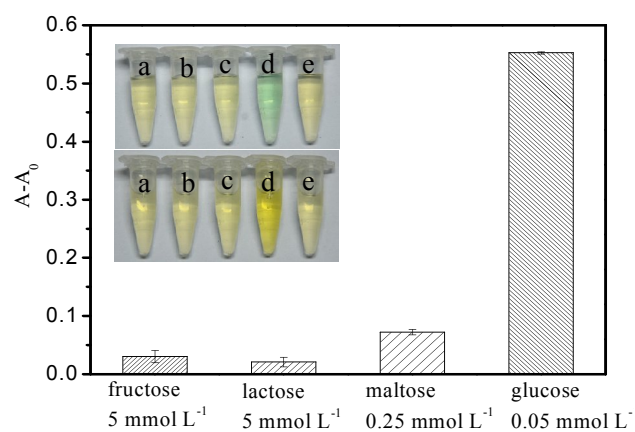 0.6
0.5
0.4
0.3
0.2
0.1
0.0
A-A₀
a b c d e
a b c d e
fructose lactose maltose glucose
5 mmol L⁻¹ 5 mmol L⁻¹ 0.25 mmol L⁻¹ 0.05 mmol L⁻